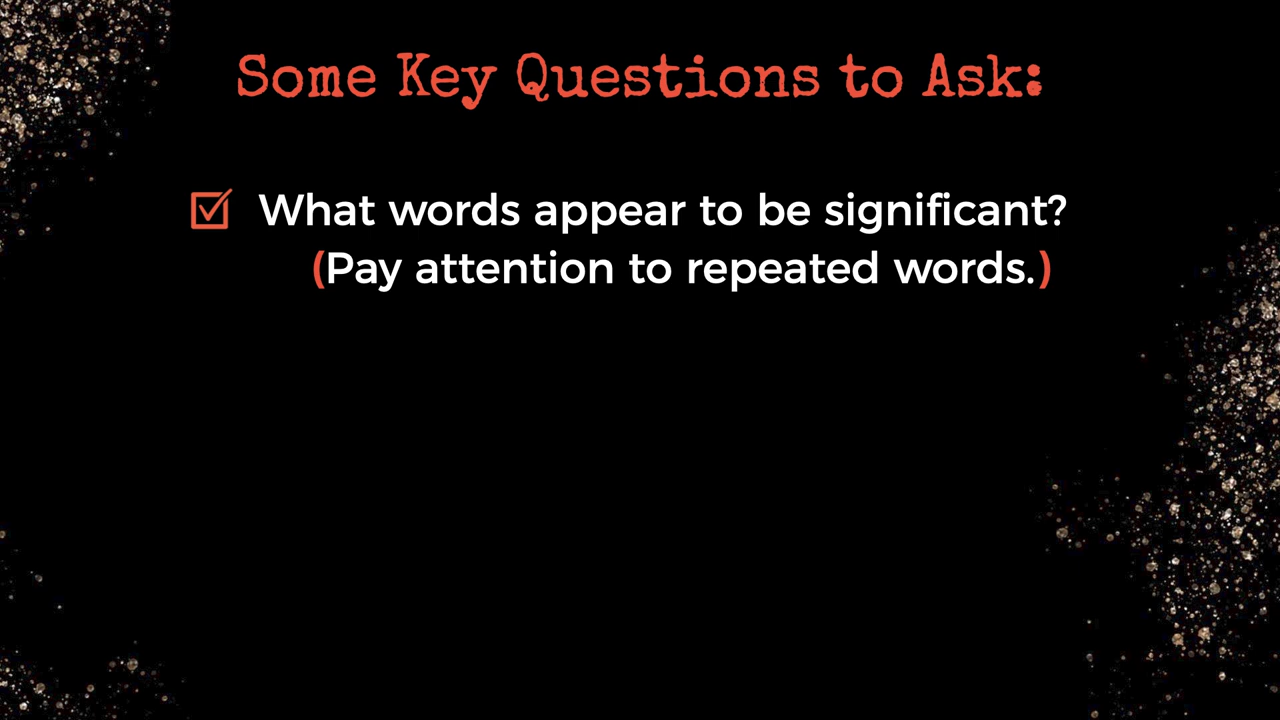 Some Key Questions to Ask:
What words appear to be significant?
(Pay attention to repeated words.)